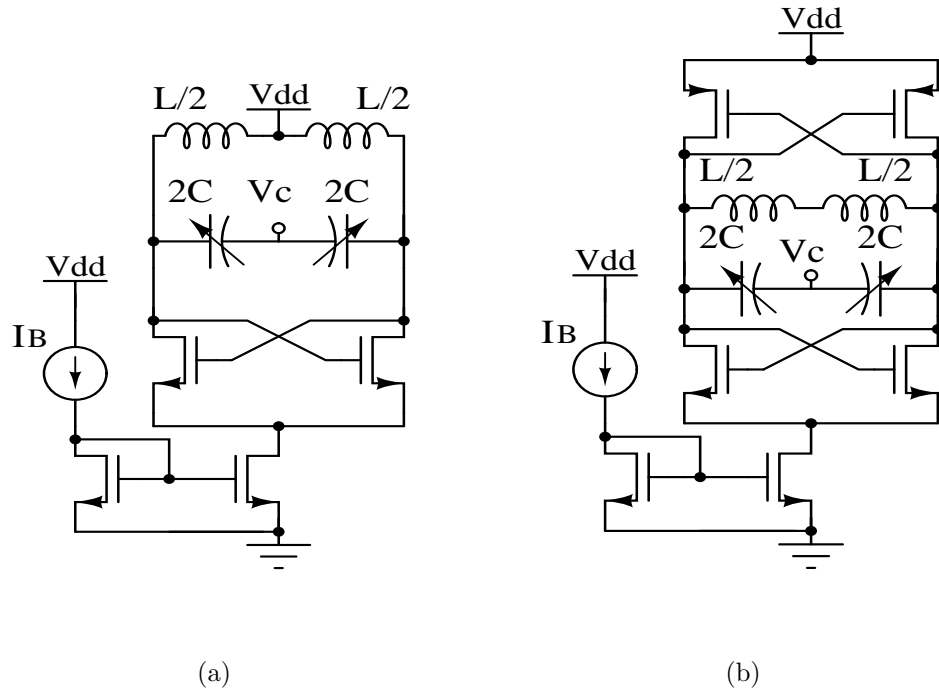 Vdd
L/2 Vdd L/2
L/2 L/2
2C Vc 2C
2C Vc 2C
Vdd
Vdd
IB
IB
(a)
(b)